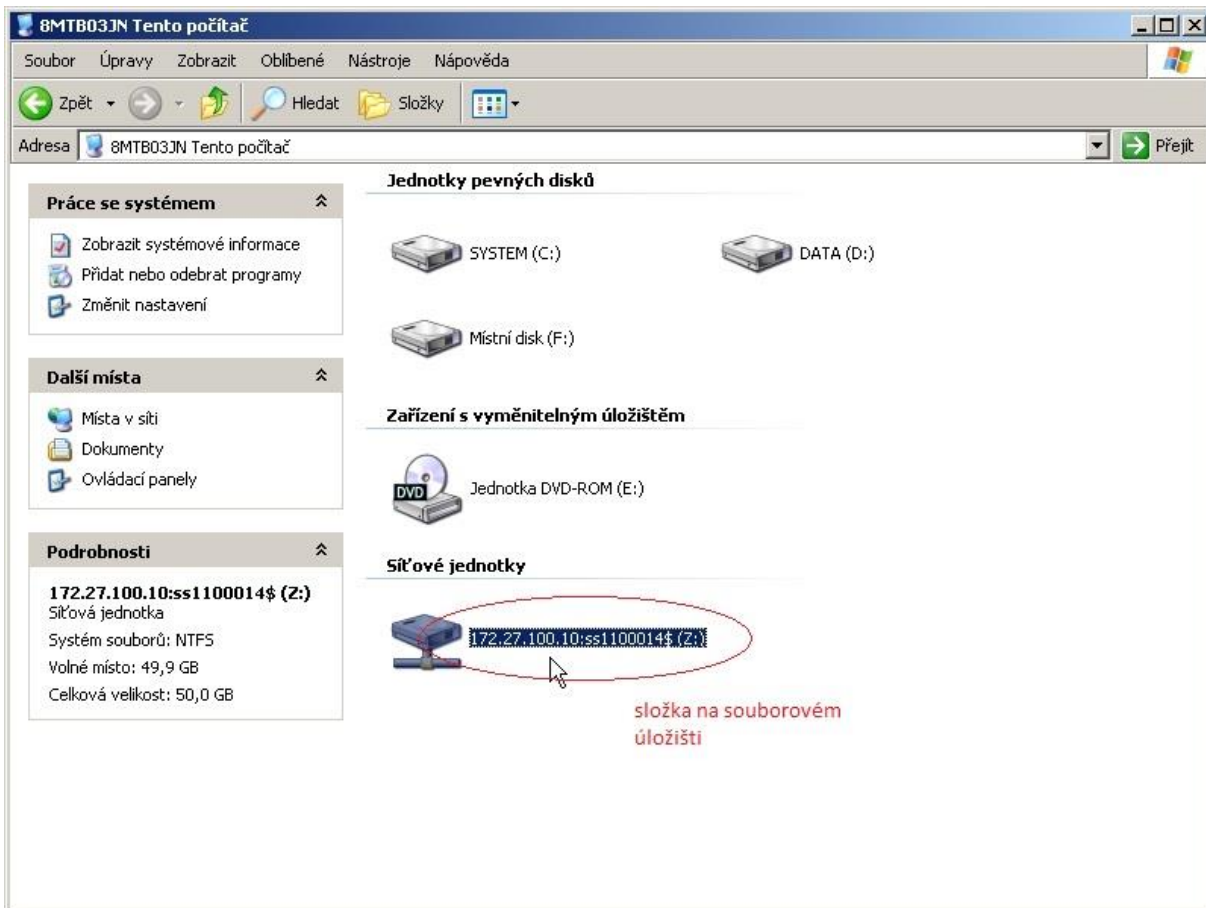 8MTB03JN Tento počítač
Soubor Úpravy Zobrazit Oblíbené Nástroje Nápověda
Zpět Hledat Složky
Adresa 8MTB03JN Tento počítač Přejít
Práce se systémem
Zobrazit systémové informace
Přidat nebo odebrat programy
Změnit nastavení
Další místa
Místa v síti
Dokumenty
Ovládací panely
Podrobnosti
172.27.100.10:ss1100014$ (Z:)
Síťová jednotka
Systém souborů: NTFS
Volné místo: 49,9 GB
Celková velikost: 50,0 GB
Jednotky pevných disků
SYSTEM (C:) DATA (D:)
Místní disk (F:)
Zařízení s vyměnitelným úložištěm
DVD
Jednotka DVD-ROM (E:)
Síťové jednotky
172.27.100.10:ss1100014$ (Z:)
složka na souborovém
úložišti